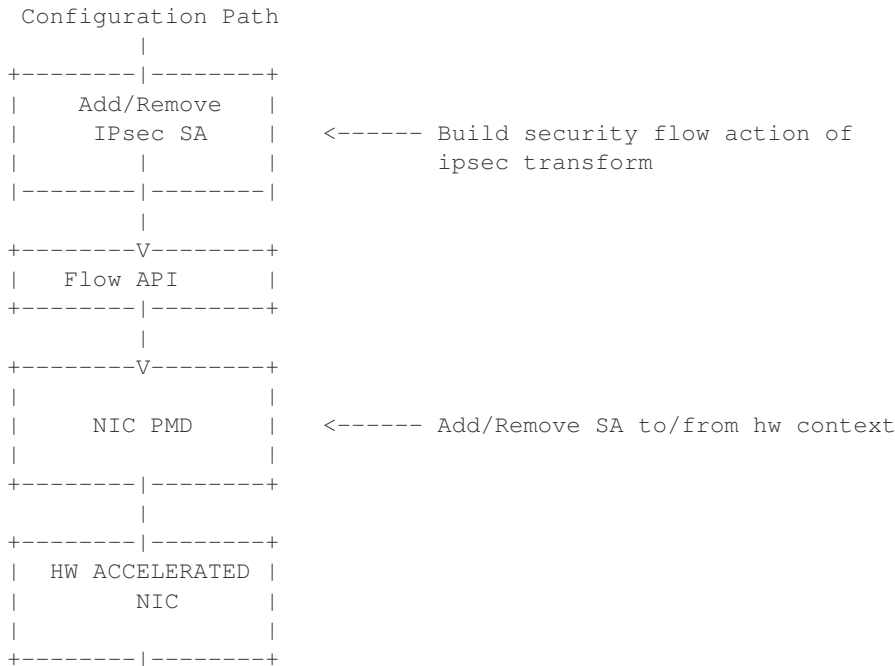 Configuration Path
|
+--------|--------+
|    Add/Remove   |
|     IPsec SA    |   <------ Build security flow action of
|        |        |           ipsec transform
|--------|--------|
|
+--------V--------+
|   Flow API      |
+--------|--------+
|
+--------V--------+
|                 |
|     NIC PMD     |   <------ Add/Remove SA to/from hw context
|                 |
+--------|--------+
|
+--------|--------+
|  HW ACCELERATED |
|        NIC      |
|                 |
+--------|--------+